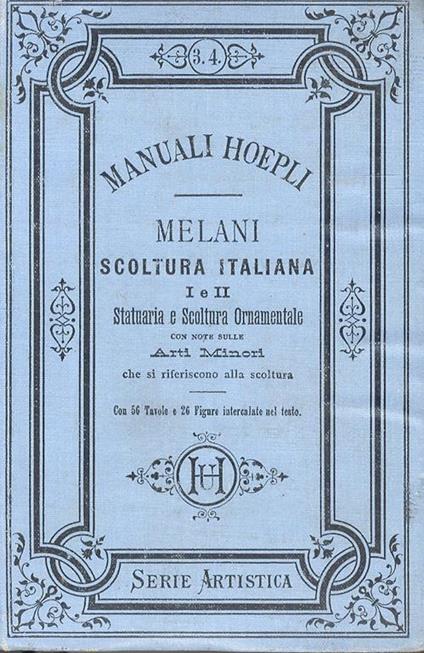 3.4.
MANUALI HOEPLI
MELANI
SCOLTURA ITALIANA
I e II
Statuaria e Scoltura Ornamentale
CON NOTE SULLE
Arti Minori
che si riferiscono alla scoltura
Con 56 Tavole e 26 Figure intercalate nel testo.
UH
SERIE ARTISTICA